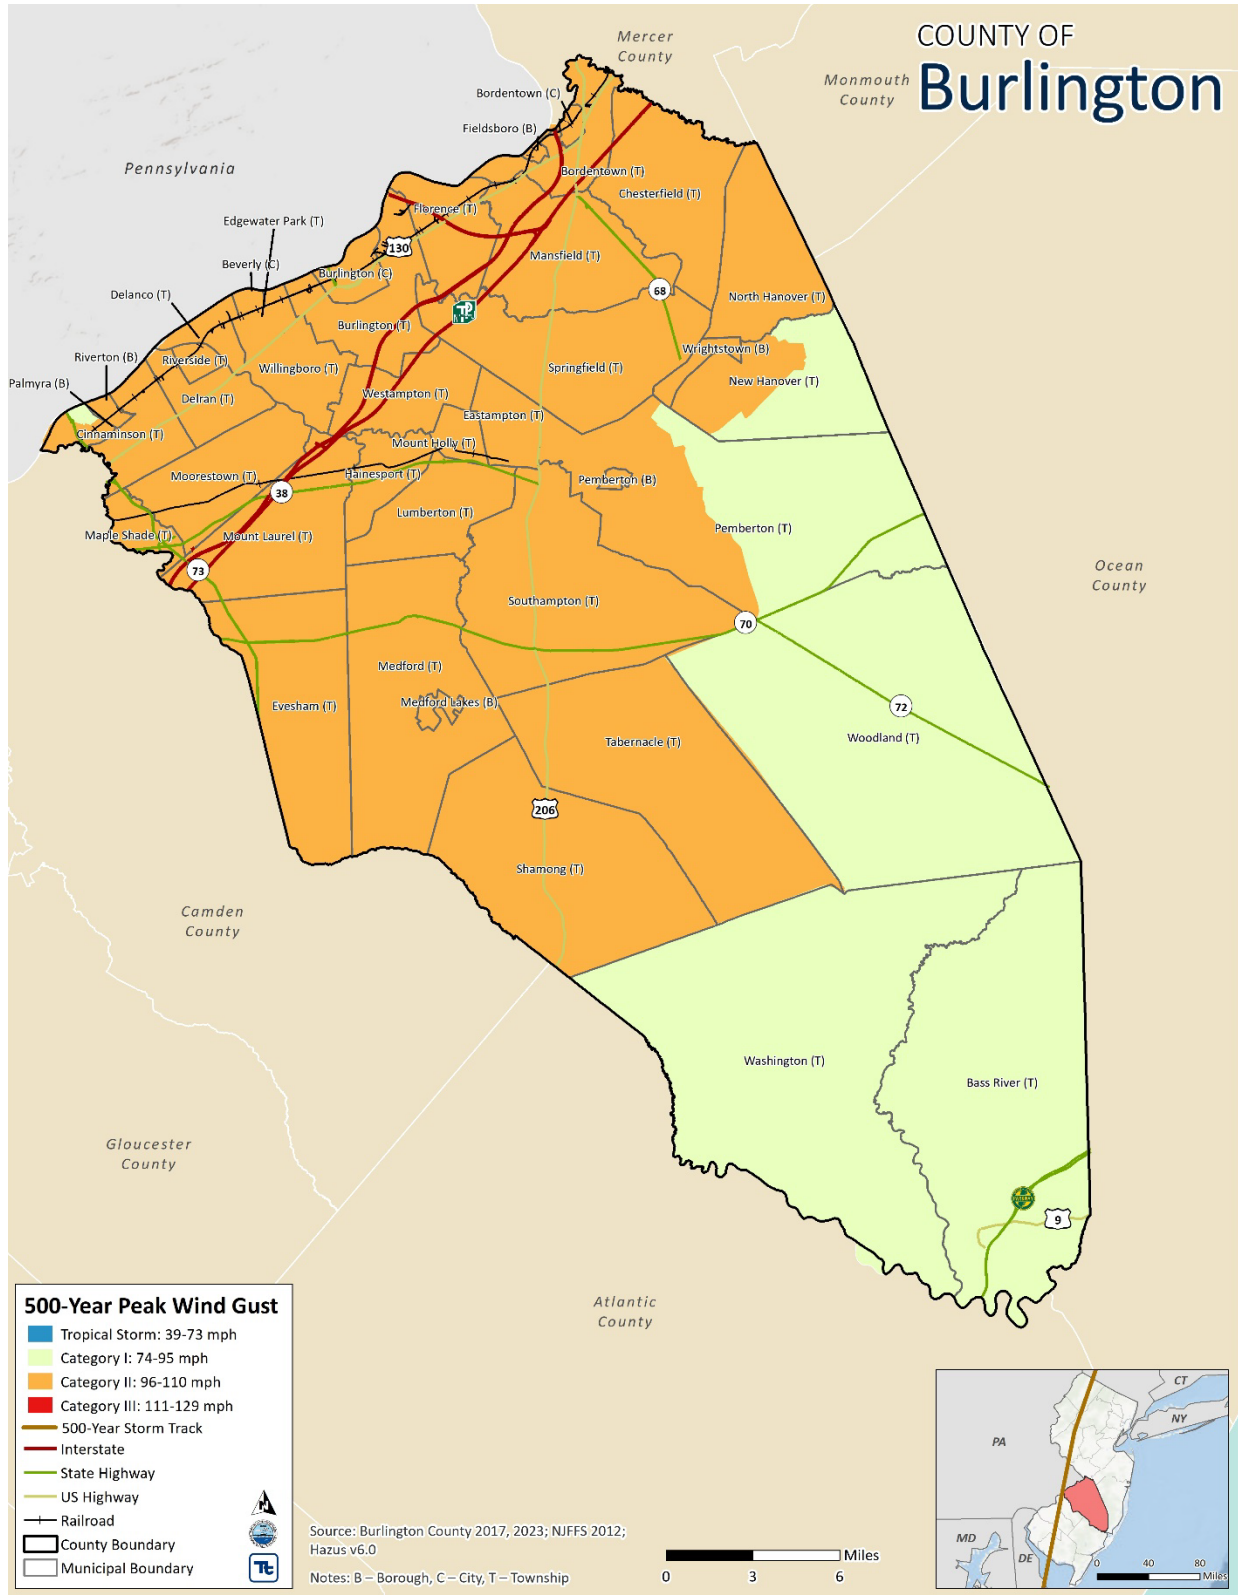 COUNTY OF
Burlington
Mercer
County
Monmouth
County
Pennsylvania
Bordentown (C)
Fieldsboro (B)
Bordentown (T)
Chesterfield (T)
Florence (T)
Edgewater Park (T)
130
Mansfield (T)
Beverly (C)
Burlington (C)
68
Delanco (T)
North Hanover (T)
TP
Burlington (T)
Wrightstown (B)
Riverton (B)
Riverside (T)
Willingboro (T)
Springfield (T)
New Hanover (T)
Palmyra (B)
Delran (T)
Westampton (T)
Eastampton (T)
Cinnaminson (T)
Mount Holly (T)
Moorestown (T)
Hainesport (T)
Pemberton (B)
38
Lumberton (T)
Pemberton (T)
Maple Shade (T)
Mount Laurel (T)
73
Ocean
County
Southampton (T)
70
Medford (T)
Medford Lakes (B)
Evesham (T)
72
Tabernacle (T)
Woodland (T)
206
Shamong (T)
Camden
County
Washington (T)
Bass River (T)
Gloucester
County
9
Atlantic
County
500-Year Peak Wind Gust
Tropical Storm: 39-73 mph
Category I: 74-95 mph
Category II: 96-110 mph
Category III: 111-129 mph
500-Year Storm Track
Interstate
State Highway
US Highway
Railroad
County Boundary
Municipal Boundary
N
Tt
Source: Burlington County 2017, 2023; NJFFS 2012;
Hazus v6.0
Notes: B – Borough, C – City, T – Township
Miles
0 3 6
CT
NY
PA
MD
DE
0 40 80
Miles